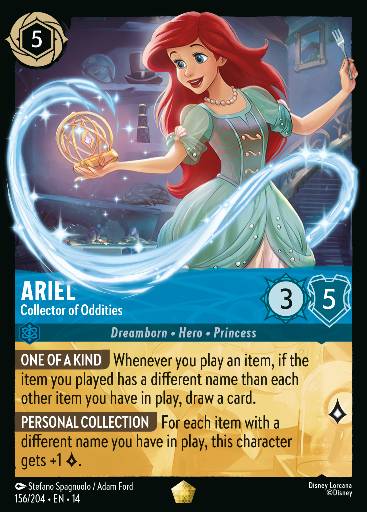 5
ARIEL
Collector of Oddities
3
5
Dreamborn • Hero • Princess
ONE OF A KIND Whenever you play an item, if the
item you played has a different name than each
other item you have in play, draw a card.
PERSONAL COLLECTION For each item with a
different name you have in play, this character
gets +1 .
Stefano Spagnuolo / Adam Ford
156/204 • EN • 14
Disney Lorcana
©Disney